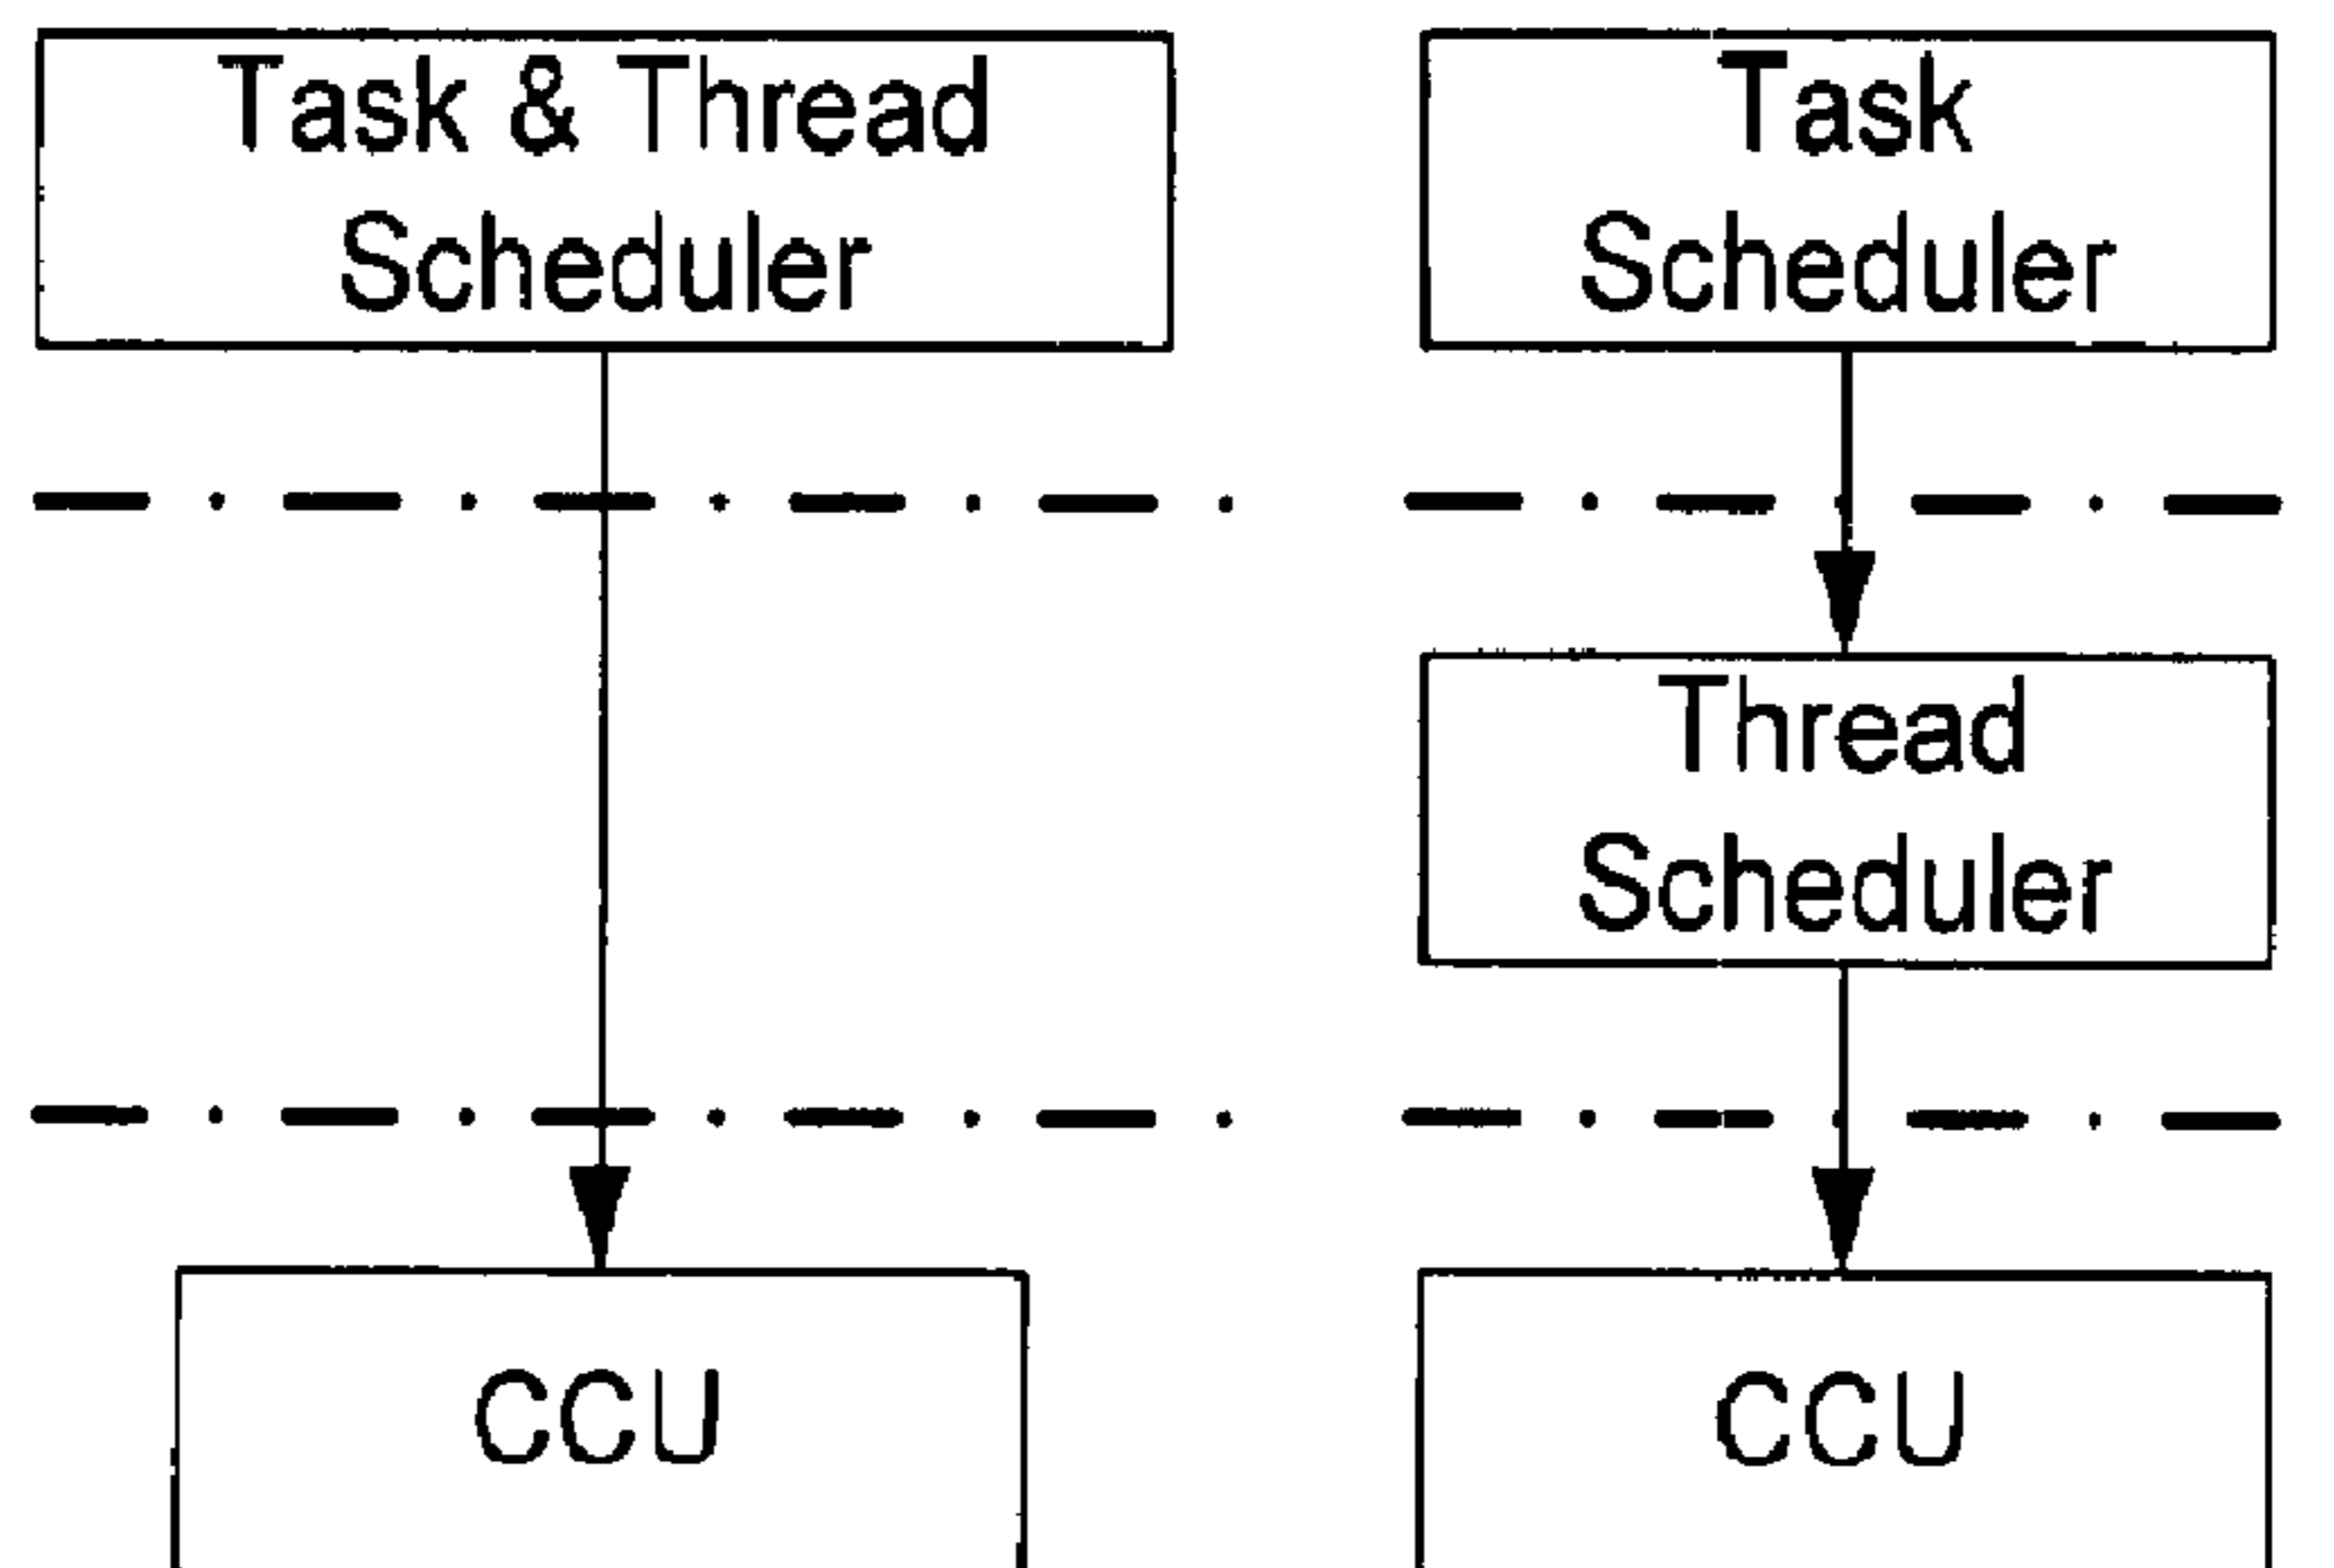 Task & Thread
Scheduler
Task
Scheduler
Thread
Scheduler
CCU
CCU